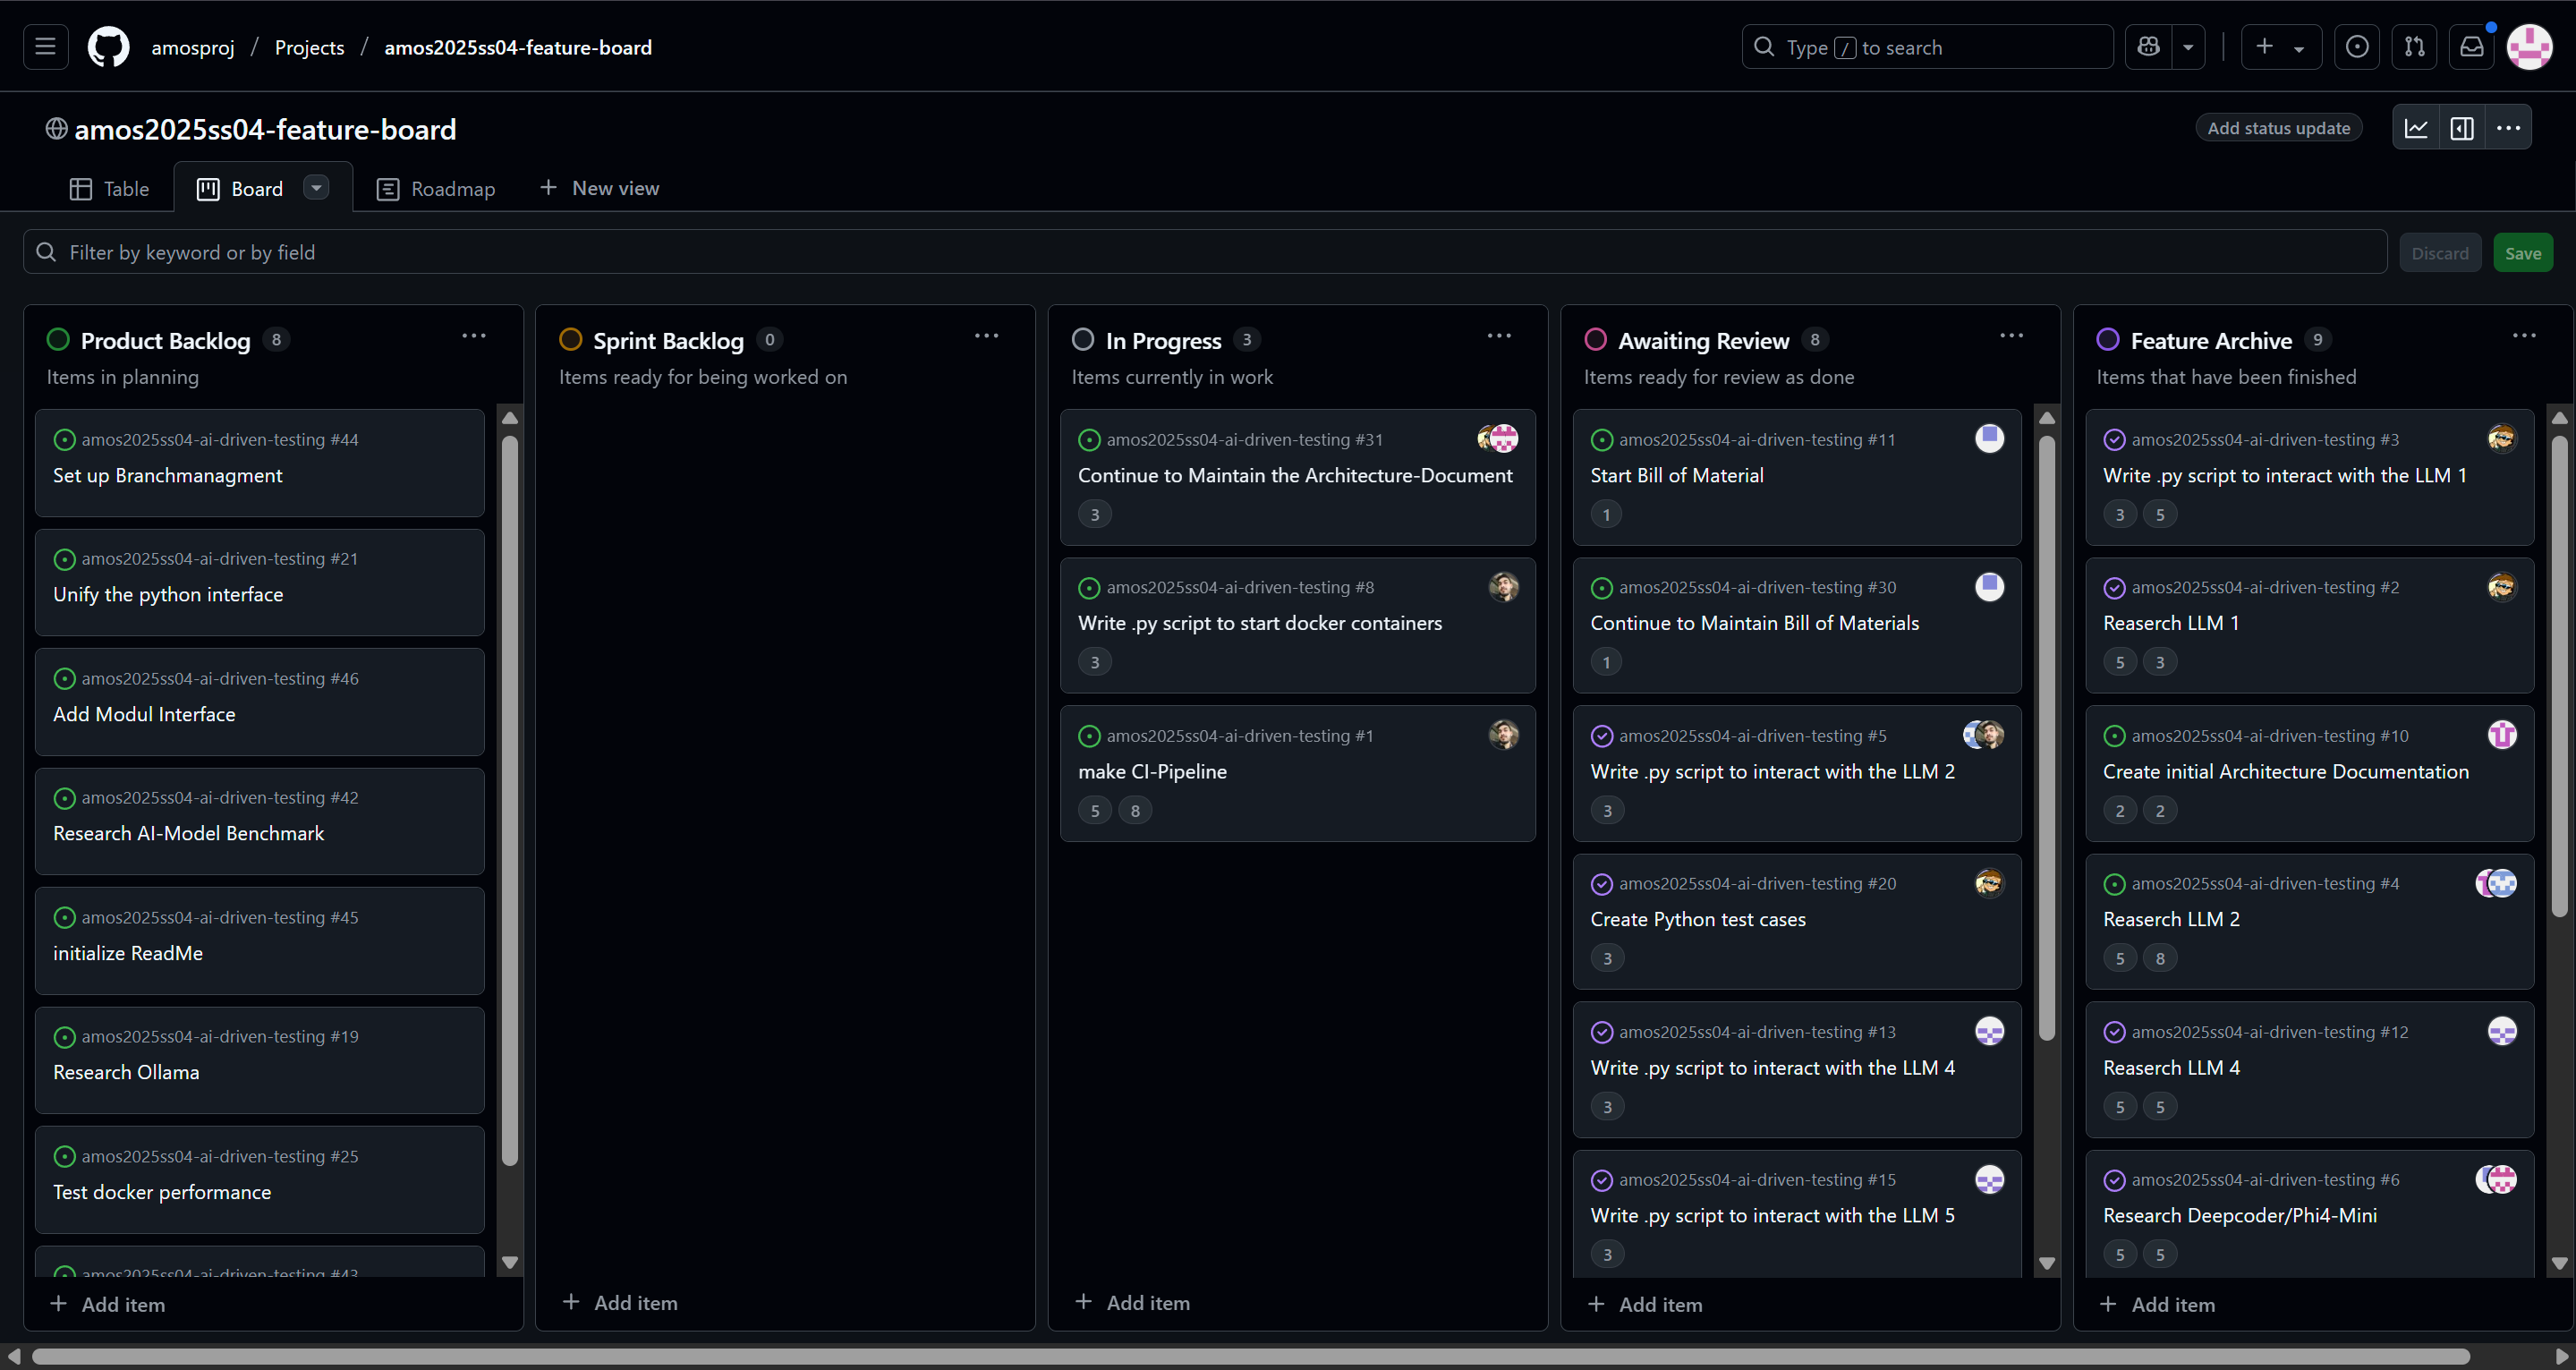 amosproj / Projects / amos2025ss04-feature-board
Type / to search
amos2025ss04-feature-board
Add status update
Table
Board
Roadmap
New view
Filter by keyword or by field
Discard
Save
Product Backlog 8
Items in planning
amos2025ss04-ai-driven-testing #44
Set up Branchmanagment
amos2025ss04-ai-driven-testing #21
Unify the python interface
amos2025ss04-ai-driven-testing #46
Add Modul Interface
amos2025ss04-ai-driven-testing #42
Research AI-Model Benchmark
amos2025ss04-ai-driven-testing #45
initialize ReadMe
amos2025ss04-ai-driven-testing #19
Research Ollama
amos2025ss04-ai-driven-testing #25
Test docker performance
amos2025ss04-ai-driven-testing #43
Add item
Sprint Backlog 0
Items ready for being worked on
Add item
In Progress 3
Items currently in work
amos2025ss04-ai-driven-testing #31
Continue to Maintain the Architecture-Document
3
amos2025ss04-ai-driven-testing #8
Write .py script to start docker containers
3
amos2025ss04-ai-driven-testing #1
make CI-Pipeline
5 8
Add item
Awaiting Review 8
Items ready for review as done
amos2025ss04-ai-driven-testing #11
Start Bill of Material
1
amos2025ss04-ai-driven-testing #30
Continue to Maintain Bill of Materials
1
amos2025ss04-ai-driven-testing #5
Write .py script to interact with the LLM 2
3
amos2025ss04-ai-driven-testing #20
Create Python test cases
3
amos2025ss04-ai-driven-testing #13
Write .py script to interact with the LLM 4
3
amos2025ss04-ai-driven-testing #15
Write .py script to interact with the LLM 5
3
Add item
Feature Archive 9
Items that have been finished
amos2025ss04-ai-driven-testing #3
Write .py script to interact with the LLM 1
3 5
amos2025ss04-ai-driven-testing #2
Reaserch LLM 1
5 3
amos2025ss04-ai-driven-testing #10
Create initial Architecture Documentation
2 2
amos2025ss04-ai-driven-testing #4
Reaserch LLM 2
5 8
amos2025ss04-ai-driven-testing #12
Reaserch LLM 4
5 5
amos2025ss04-ai-driven-testing #6
Research Deepcoder/Phi4-Mini
5 5
Add item